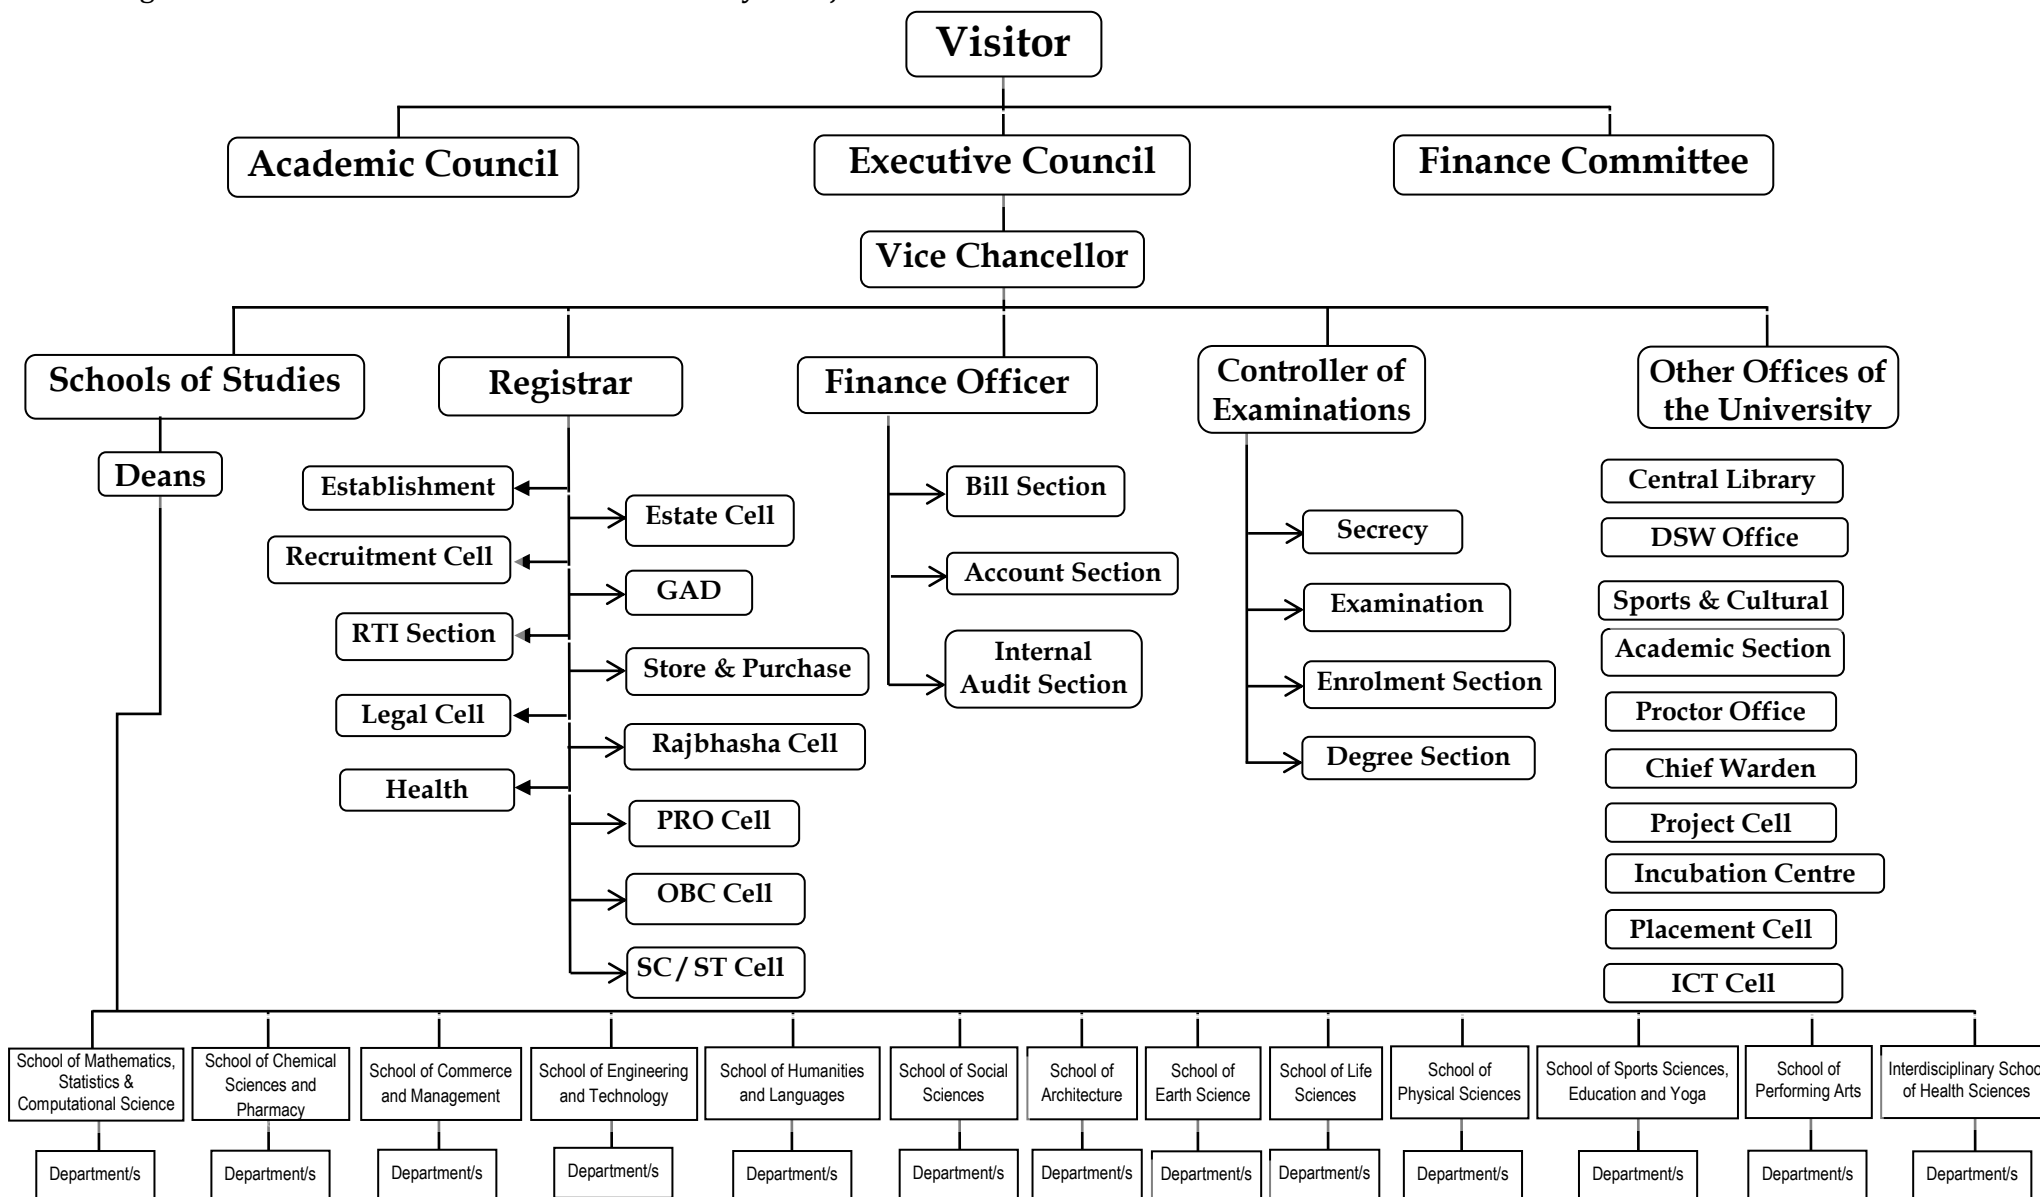 Visitor
Academic Council
Executive Council
Finance Committee
Vice Chancellor
Schools of Studies
Registrar
Finance Officer
Controller of
Examinations
Other Offices of
the University
Deans
Establishment
Estate Cell
Recruitment Cell
GAD
RTI Section
Store & Purchase
Legal Cell
Rajbhasha Cell
Health
PRO Cell
OBC Cell
SC/ST Cell
Bill Section
Account Section
Internal
Audit Section
Secrecy
Examination
Enrolment Section
Degree Section
Central Library
DSW Office
Sports & Cultural
Academic Section
Proctor Office
Chief Warden
Project Cell
Incubation Centre
Placement Cell
ICT Cell
School of Mathematics,
Statistics &
Computational Science
School of Chemical
Sciences and
Pharmacy
School of Commerce
and Management
School of Engineering
and Technology
School of Humanities
and Languages
School of Social
Sciences
School of
Architecture
School of
Earth Science
School of Life
Sciences
School of
Physical Sciences
School of Sports Sciences,
Education and Yoga
School of
Performing Arts
Interdisciplinary School
of Health Sciences
Department/s
Department/s
Department/s
Department/s
Department/s
Department/s
Department/s
Department/s
Department/s
Department/s
Department/s
Department/s
Department/s